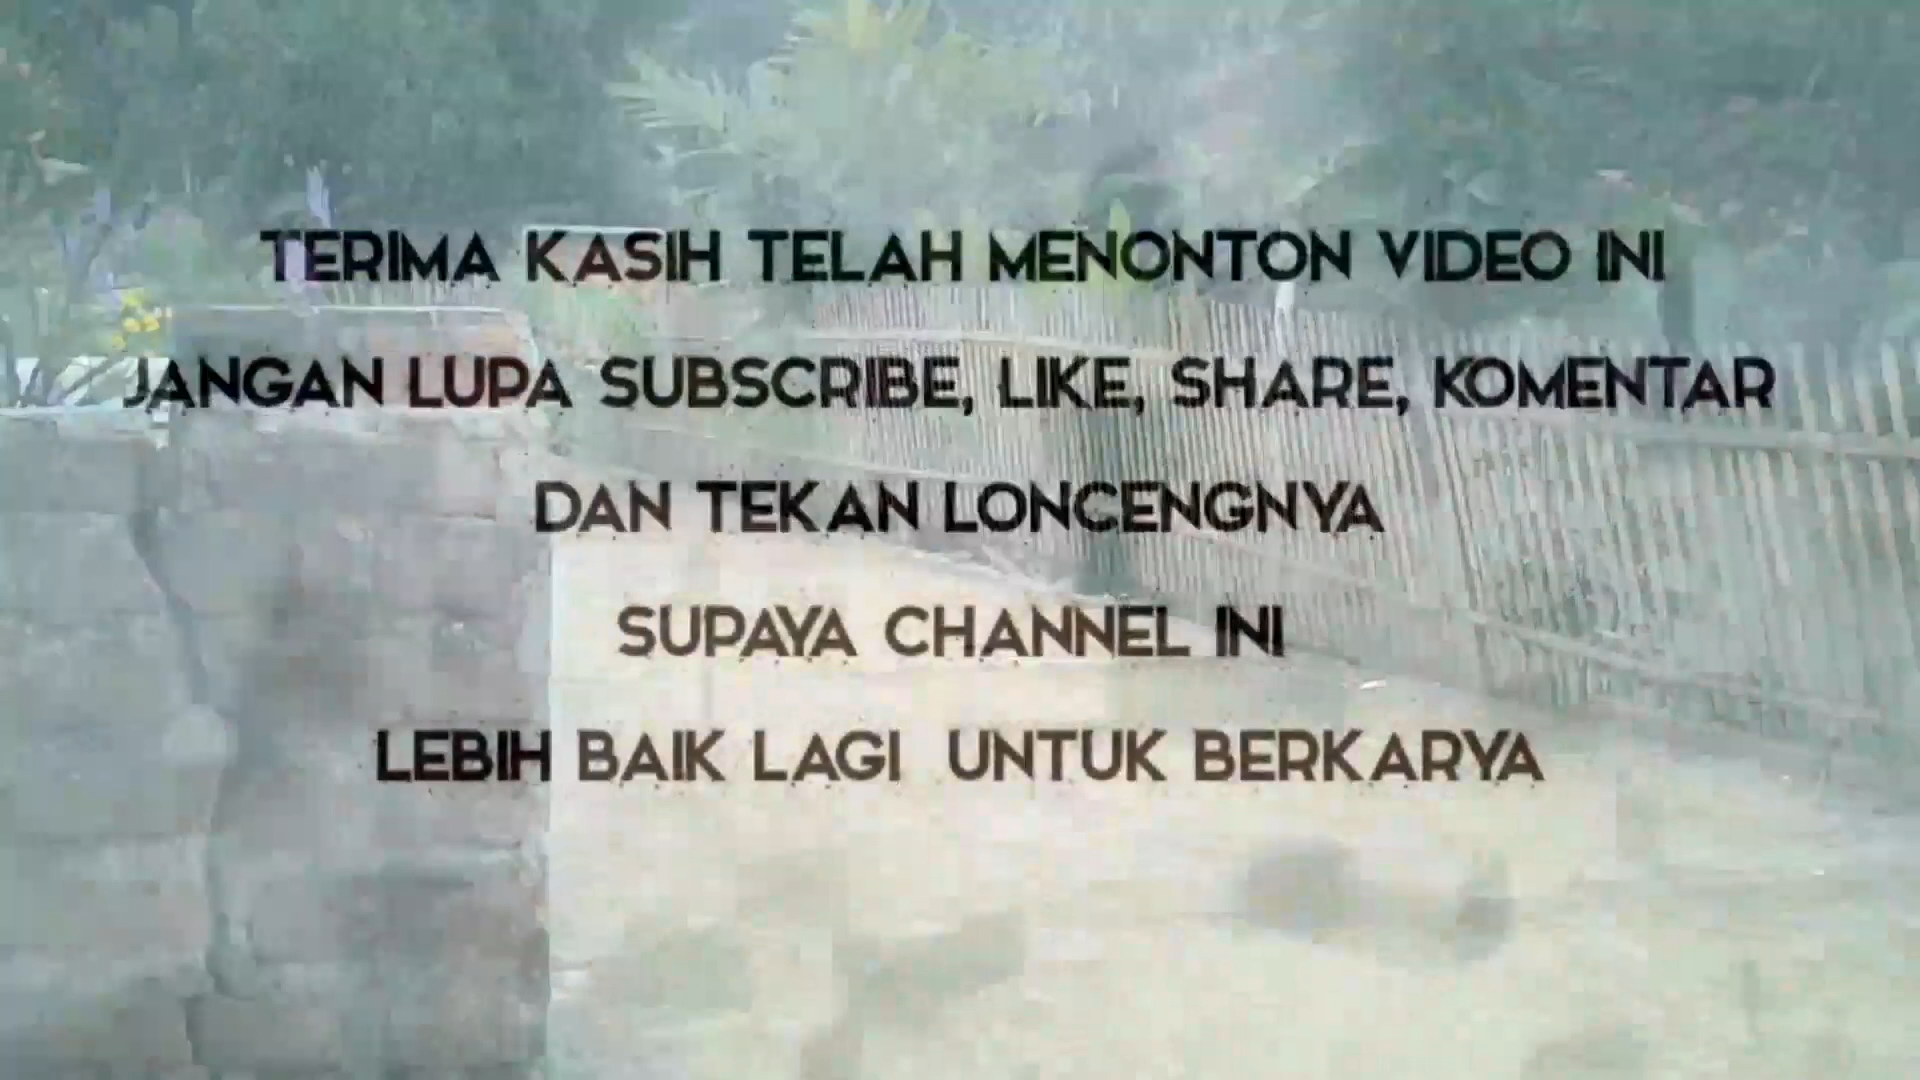 TERIMA KASIH TELAH MENONTON VIDEO INI
JANGAN LUPA SUBSCRIBE, LIKE, SHARE, KOMENTAR
DAN TEKAN LONCENGNYA
SUPAYA CHANNEL INI
LEBIH BAIK LAGI UNTUK BERKARYA